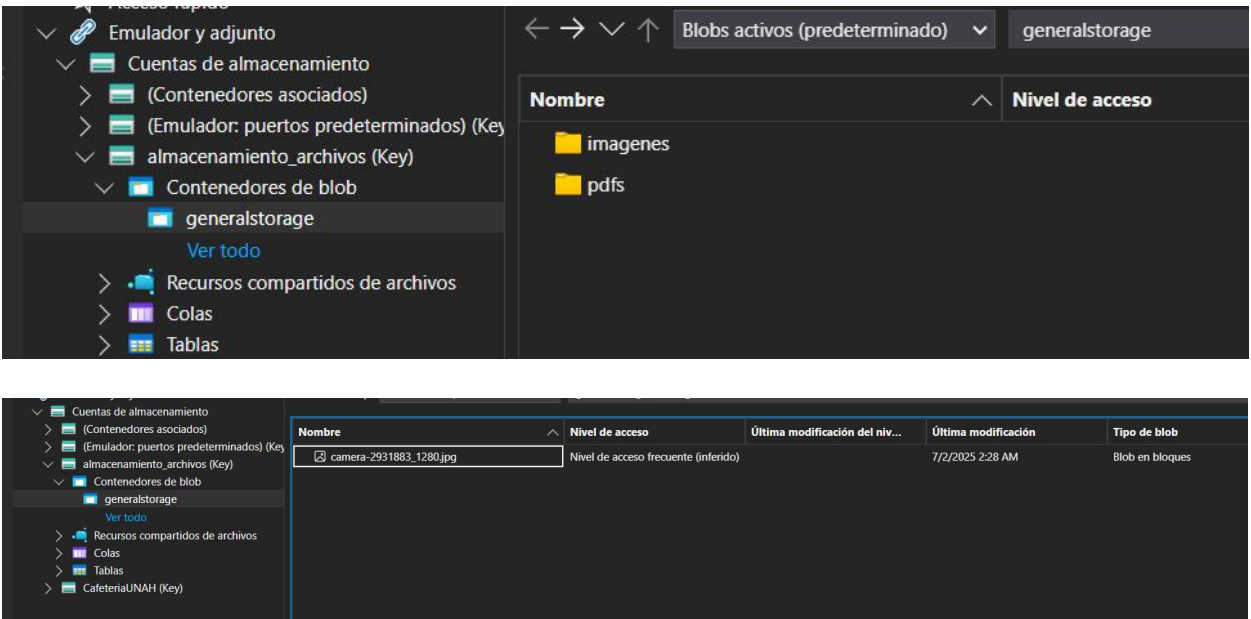 Acceso rápido
Emulador y adjunto
Cuentas de almacenamiento
(Contenedores asociados)
(Emulador: puertos predeterminados) (Key
almacenamiento_archivos (Key)
Contenedores de blob
generalstorage
Ver todo
Recursos compartidos de archivos
Colas
Tablas
Blobs activos (predeterminado)
generalstorage
Nombre
Nivel de acceso
imagenes
pdfs
Cuentas de almacenamiento
(Contenedores asociados)
(Emulador: puertos predeterminados) (Key
almacenamiento_archivos (Key)
Contenedores de blob
generalstorage
Ver todo
Recursos compartidos de archivos
Colas
Tablas
CafeteriaUNAH (Key)
Nombre Nivel de acceso Última modificación del niv... Última modificación Tipo de blob
camera-2931883_1280.jpg Nivel de acceso frecuente (inferido) 7/2/2025 2:28 AM Blob en bloques